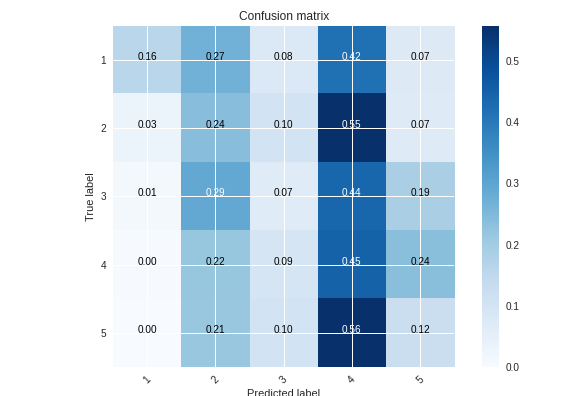 Confusion matrix
0.5
1 0.16 0.27 0.08 0.42 0.07
0.4
2 0.03 0.24 0.10 0.55 0.07
0.3
True label
3 0.01 0.29 0.07 0.44 0.19
0.2
4 0.00 0.22 0.09 0.45 0.24
0.1
5 0.00 0.21 0.10 0.56 0.12
0.0
1 2 3 4 5
Predicted label